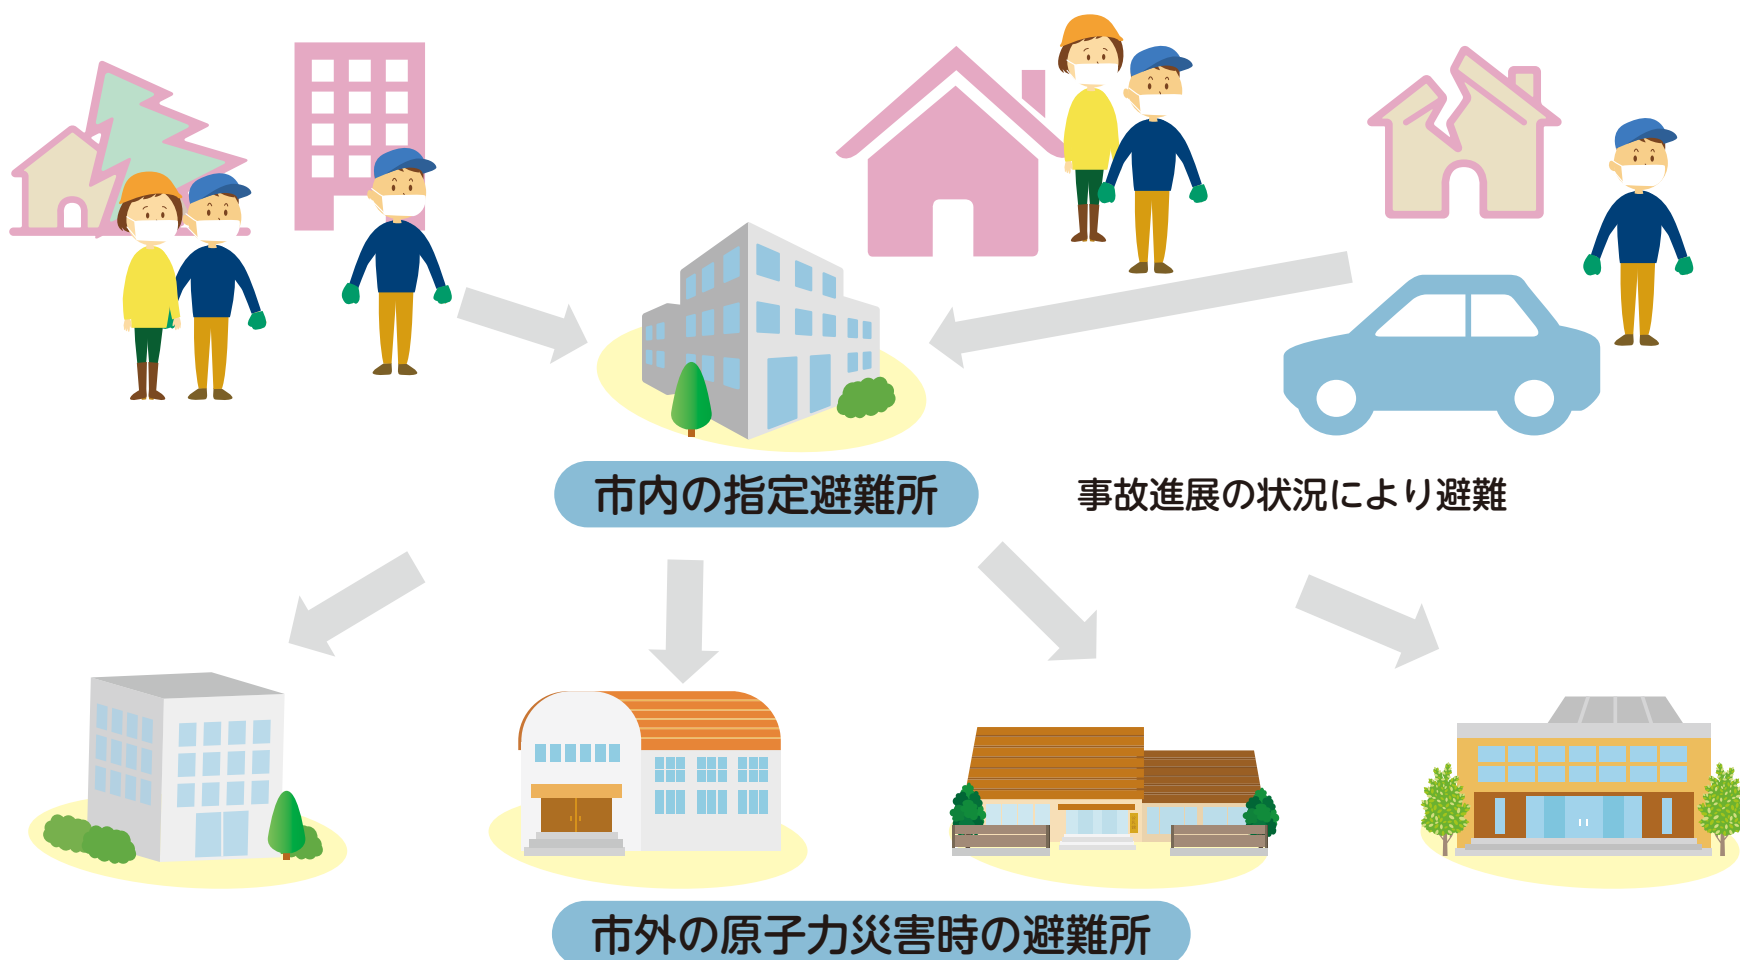 市内の指定避難所
事故進展の状況により避難
市外の原子力災害時の避難所